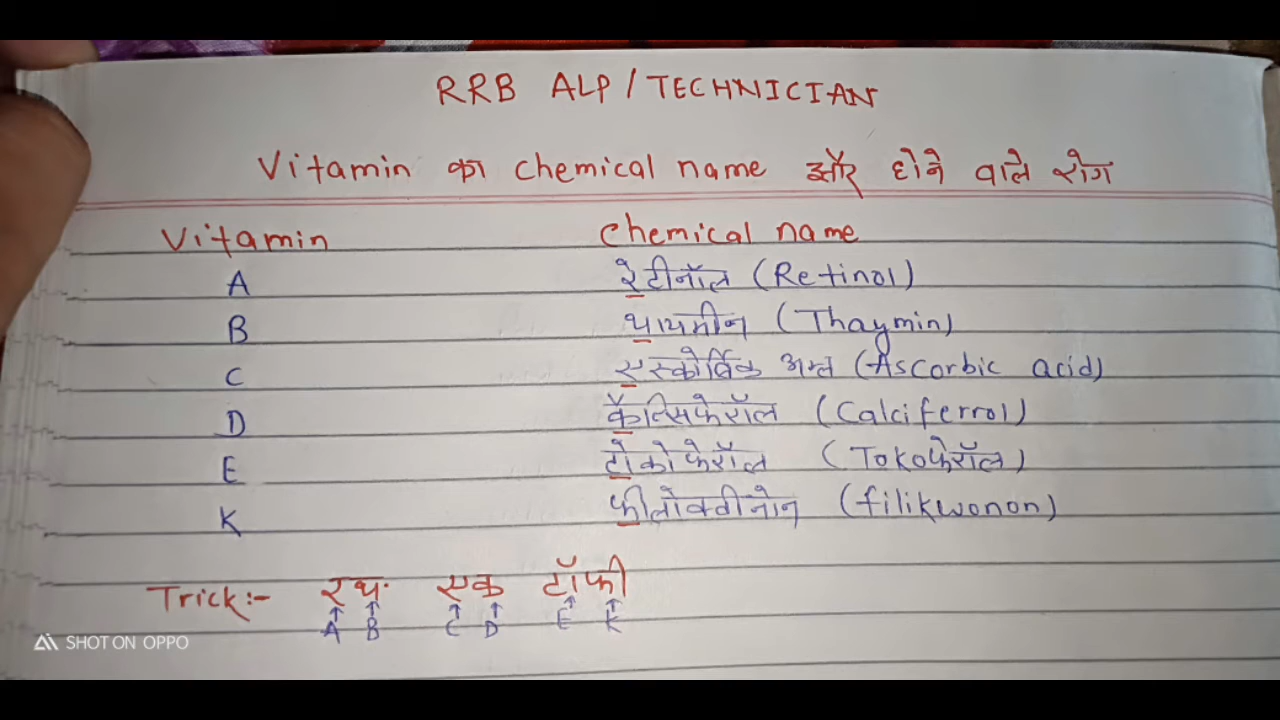 RRB ALP / TECHNICIAN
Vitamin का chemical name और होने वाले रोग
Vitamin chemical name
A रेटीनॉल (Retinol)
B थायमीन (Thaymin)
C एस्कोर्बिक अम्ल (Ascorbic acid)
D कैल्सिफेरॉल (Calciferrol)
E टोकोफेरॉल (Tokoफेरॉल)
K फीलोक्वीनोन (filikwonon)
Trick:- रथ एक टॉफी
A B C D E K
SHOT ON OPPO